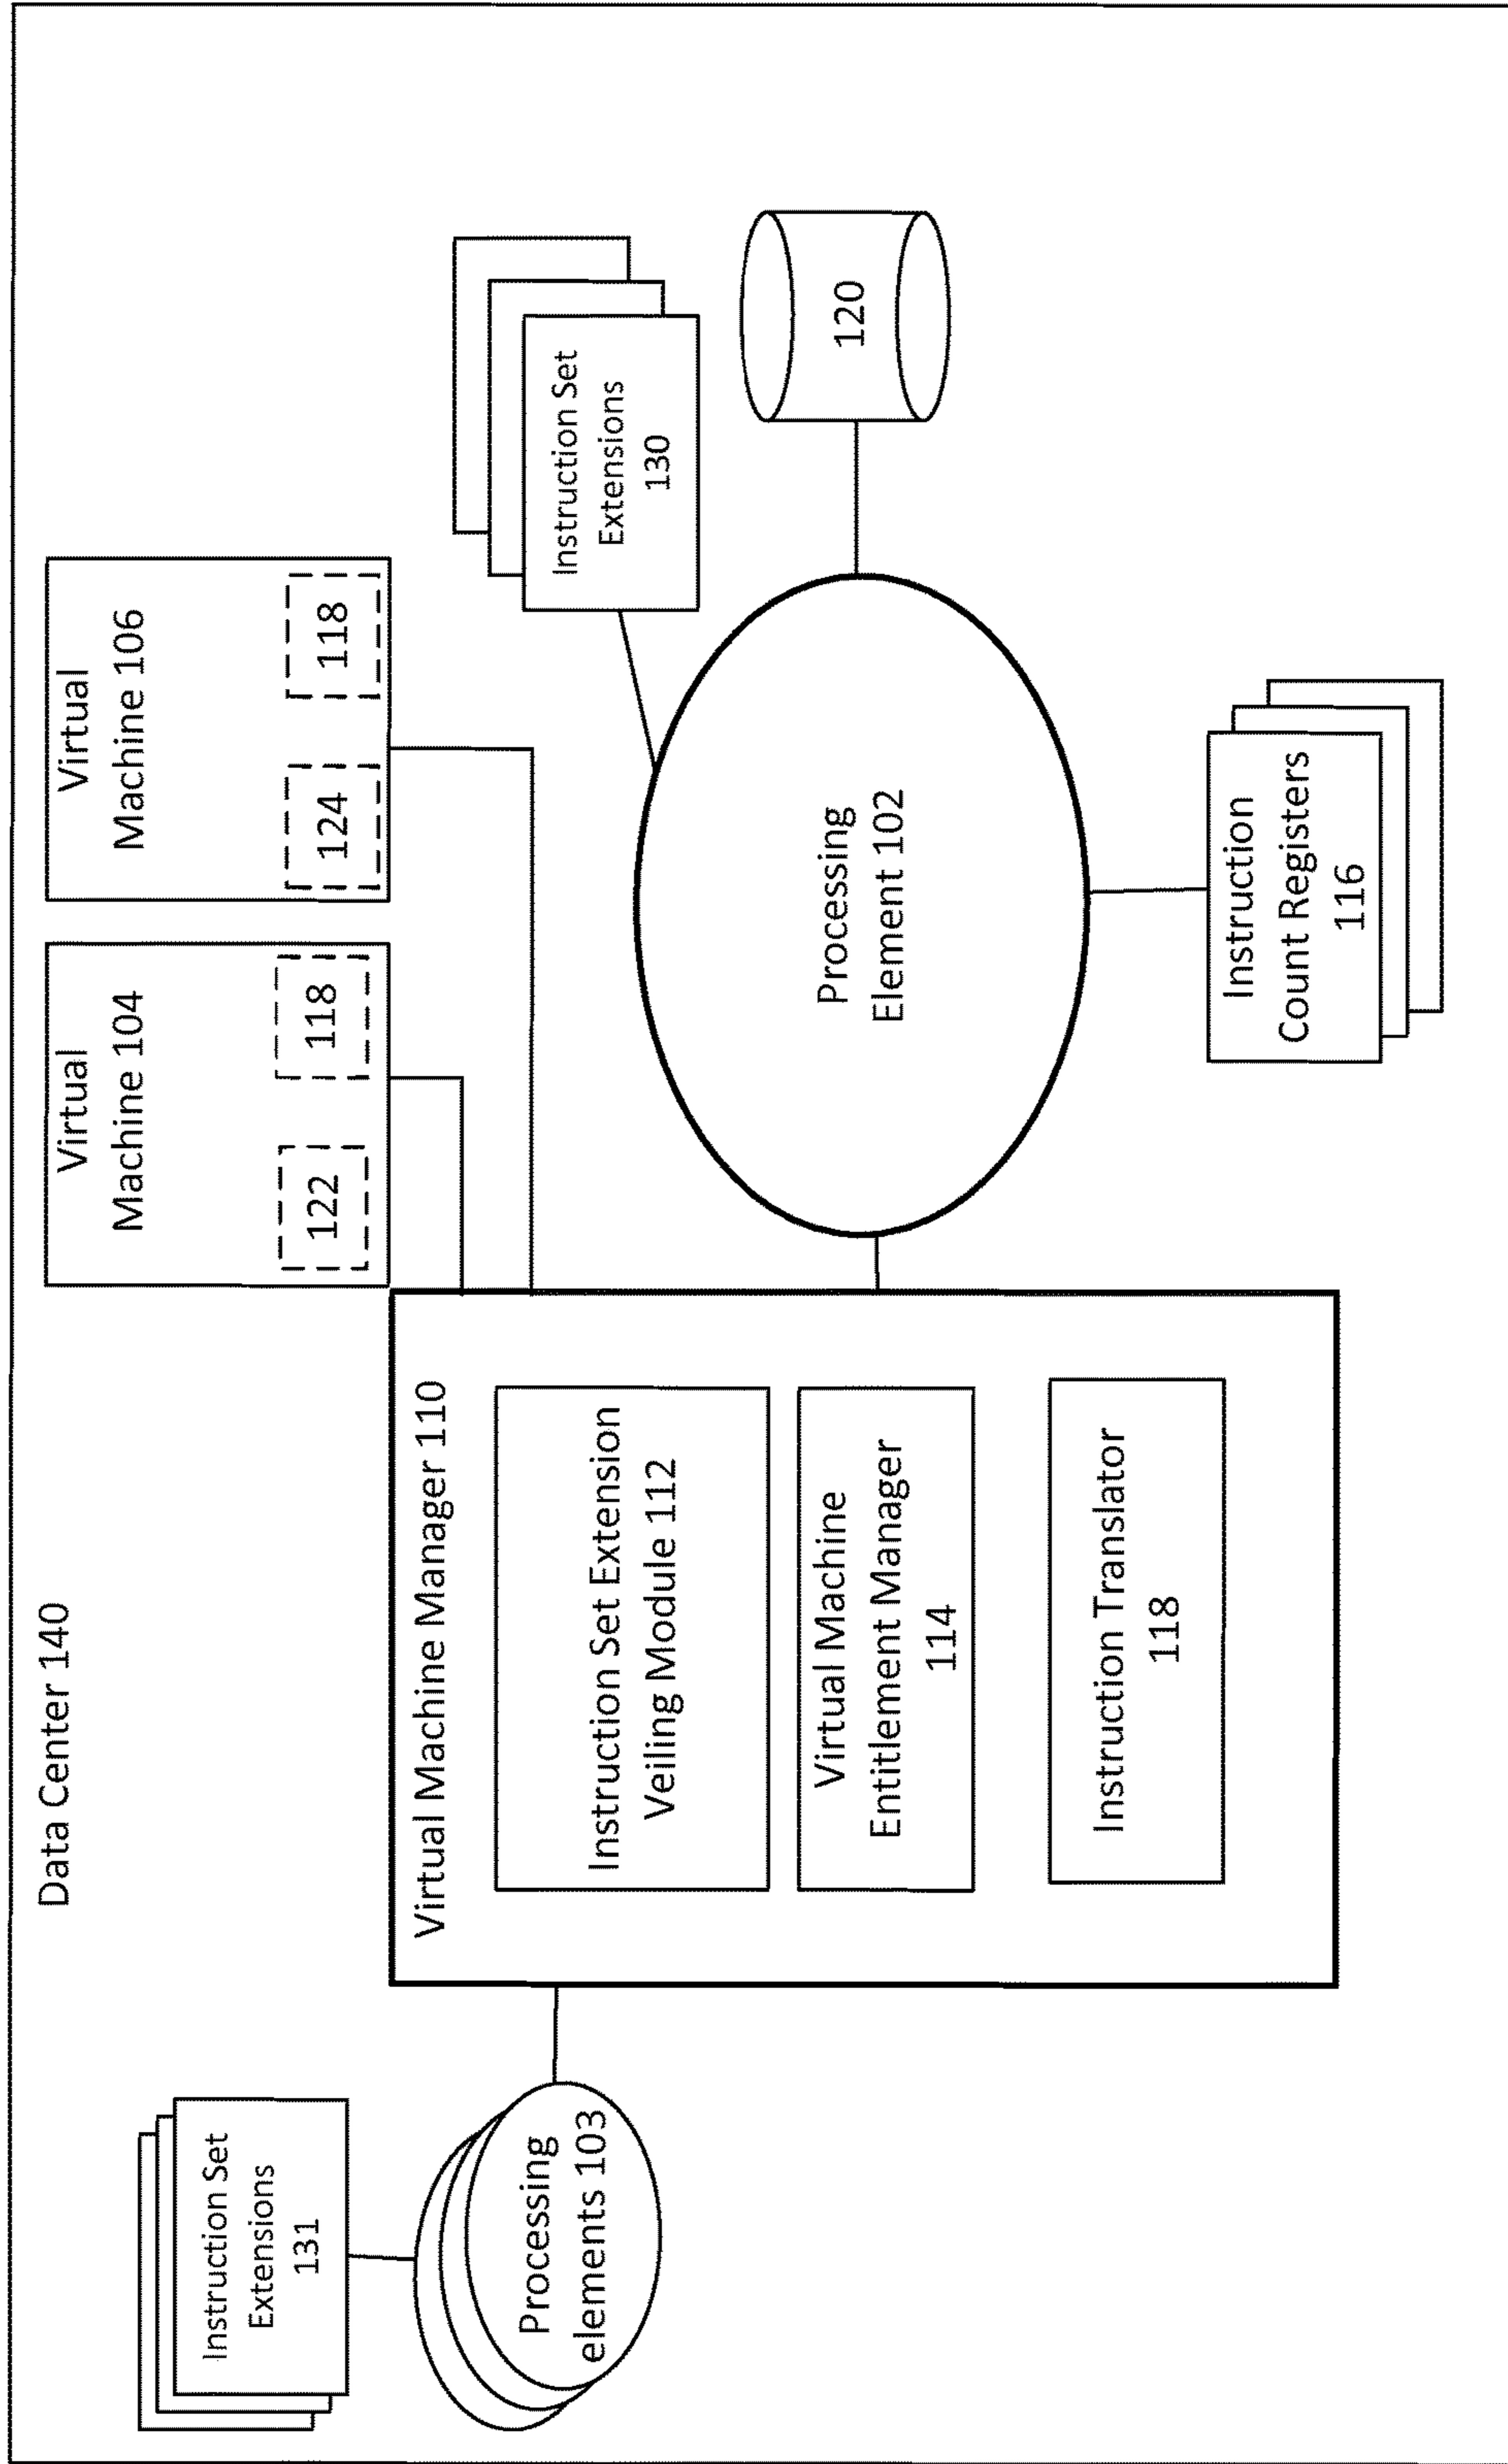 Data Center 140
Instruction Set
Extensions
131
Processing
elements 103
Virtual Machine Manager 110
Instruction Set Extension
Veiling Module 112
Virtual Machine
Entitlement Manager
114
Instruction Translator
118
Virtual
Machine 104
122
118
Virtual
Machine 106
124
118
Processing
Element 102
Instruction Set
Extensions
130
120
Instruction
Count Registers
116